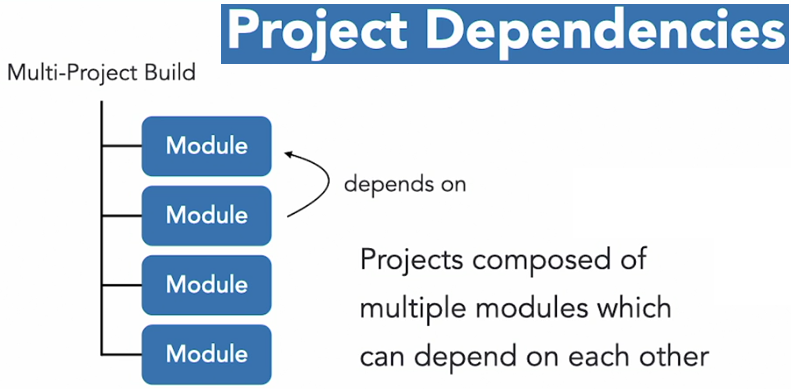 Project Dependencies
Multi-Project Build
Module
Module
depends on
Module
Module
Projects composed of
multiple modules which
can depend on each other